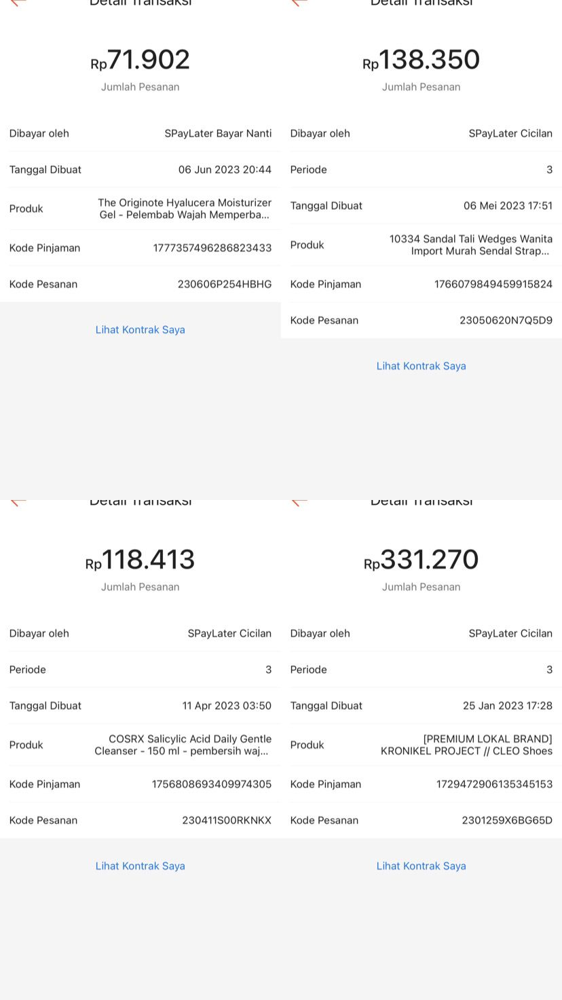 Detail Transaksi
Rp71.902
Jumlah Pesanan
Dibayar oleh SPayLater Bayar Nanti
Tanggal Dibuat 06 Jun 2023 20:44
Produk The Originote Hyalucera Moisturizer
Gel - Pelembab Wajah Memperba...
Kode Pinjaman 1777357496286823433
Kode Pesanan 230606P254HBHG
Lihat Kontrak Saya
Detail Transaksi
Rp138.350
Jumlah Pesanan
Dibayar oleh SPayLater Cicilan
Periode 3
Tanggal Dibuat 06 Mei 2023 17:51
Produk 10334 Sandal Tali Wedges Wanita
Import Murah Sendal Strap...
Kode Pinjaman 1766079849459915824
Kode Pesanan 23050620N7Q5D9
Lihat Kontrak Saya
Detail Transaksi
Rp118.413
Jumlah Pesanan
Dibayar oleh SPayLater Cicilan
Periode 3
Tanggal Dibuat 11 Apr 2023 03:50
Produk COSRX Salicylic Acid Daily Gentle
Cleanser - 150 ml - pembersih waj...
Kode Pinjaman 1756808693409974305
Kode Pesanan 230411S00RKNKX
Lihat Kontrak Saya
Detail Transaksi
Rp331.270
Jumlah Pesanan
Dibayar oleh SPayLater Cicilan
Periode 3
Tanggal Dibuat 25 Jan 2023 17:28
Produk [PREMIUM LOKAL BRAND]
KRONIKEL PROJECT // CLEO Shoes
Kode Pinjaman 1729472906135345153
Kode Pesanan 2301259X6BG65D
Lihat Kontrak Saya